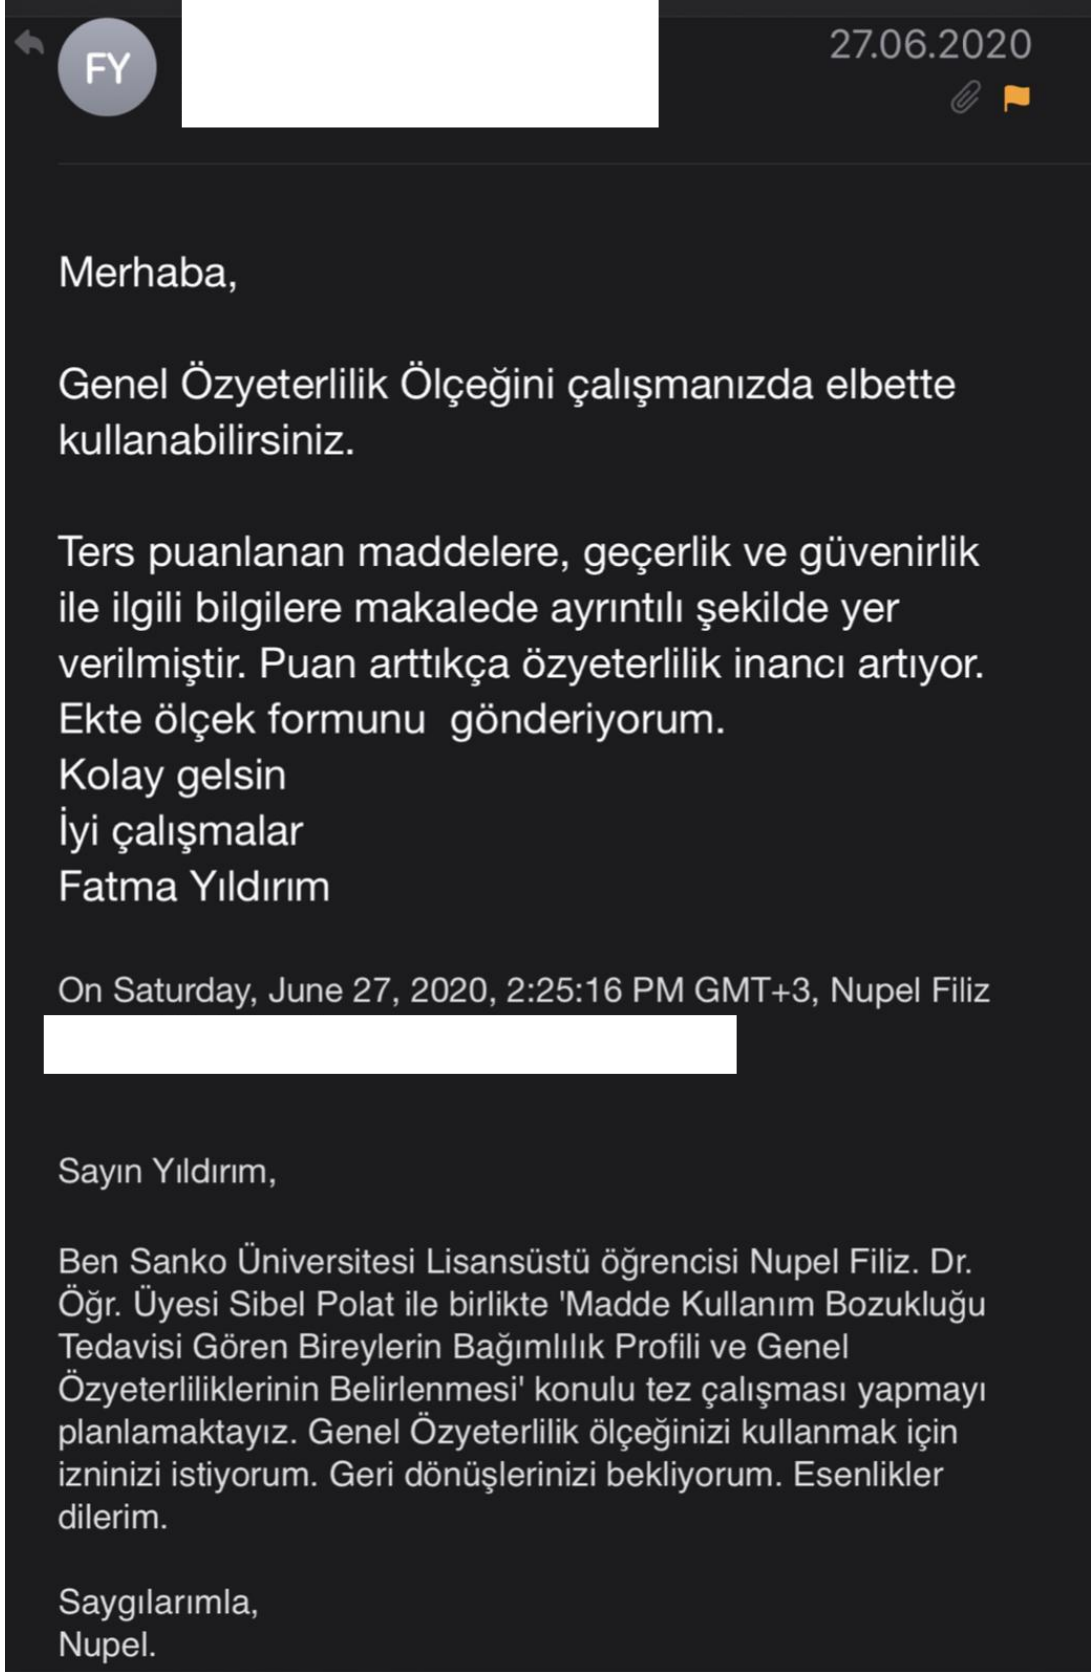 FY
27.06.2020
Merhaba,
Genel Özyeterlilik Ölçeğini çalışmanızda elbette
kullanabilirsiniz.
Ters puanlanan maddelere, geçerlik ve güvenirlik
ile ilgili bilgilere makalede ayrıntılı şekilde yer
verilmiştir. Puan arttıkça özyeterlilik inancı artıyor.
Ekte ölçek formunu  gönderiyorum.
Kolay gelsin
İyi çalışmalar
Fatma Yıldırım
On Saturday, June 27, 2020, 2:25:16 PM GMT+3, Nupel Filiz
Sayın Yıldırım,
Ben Sanko Üniversitesi Lisansüstü öğrencisi Nupel Filiz. Dr.
Öğr. Üyesi Sibel Polat ile birlikte 'Madde Kullanım Bozukluğu
Tedavisi Gören Bireylerin Bağımlılık Profili ve Genel
Özyeterliliklerinin Belirlenmesi' konulu tez çalışması yapmayı
planlamaktayız. Genel Özyeterlilik ölçeğinizi kullanmak için
izninizi istiyorum. Geri dönüşlerinizi bekliyorum. Esenlikler
dilerim.
Saygılarımla,
Nupel.